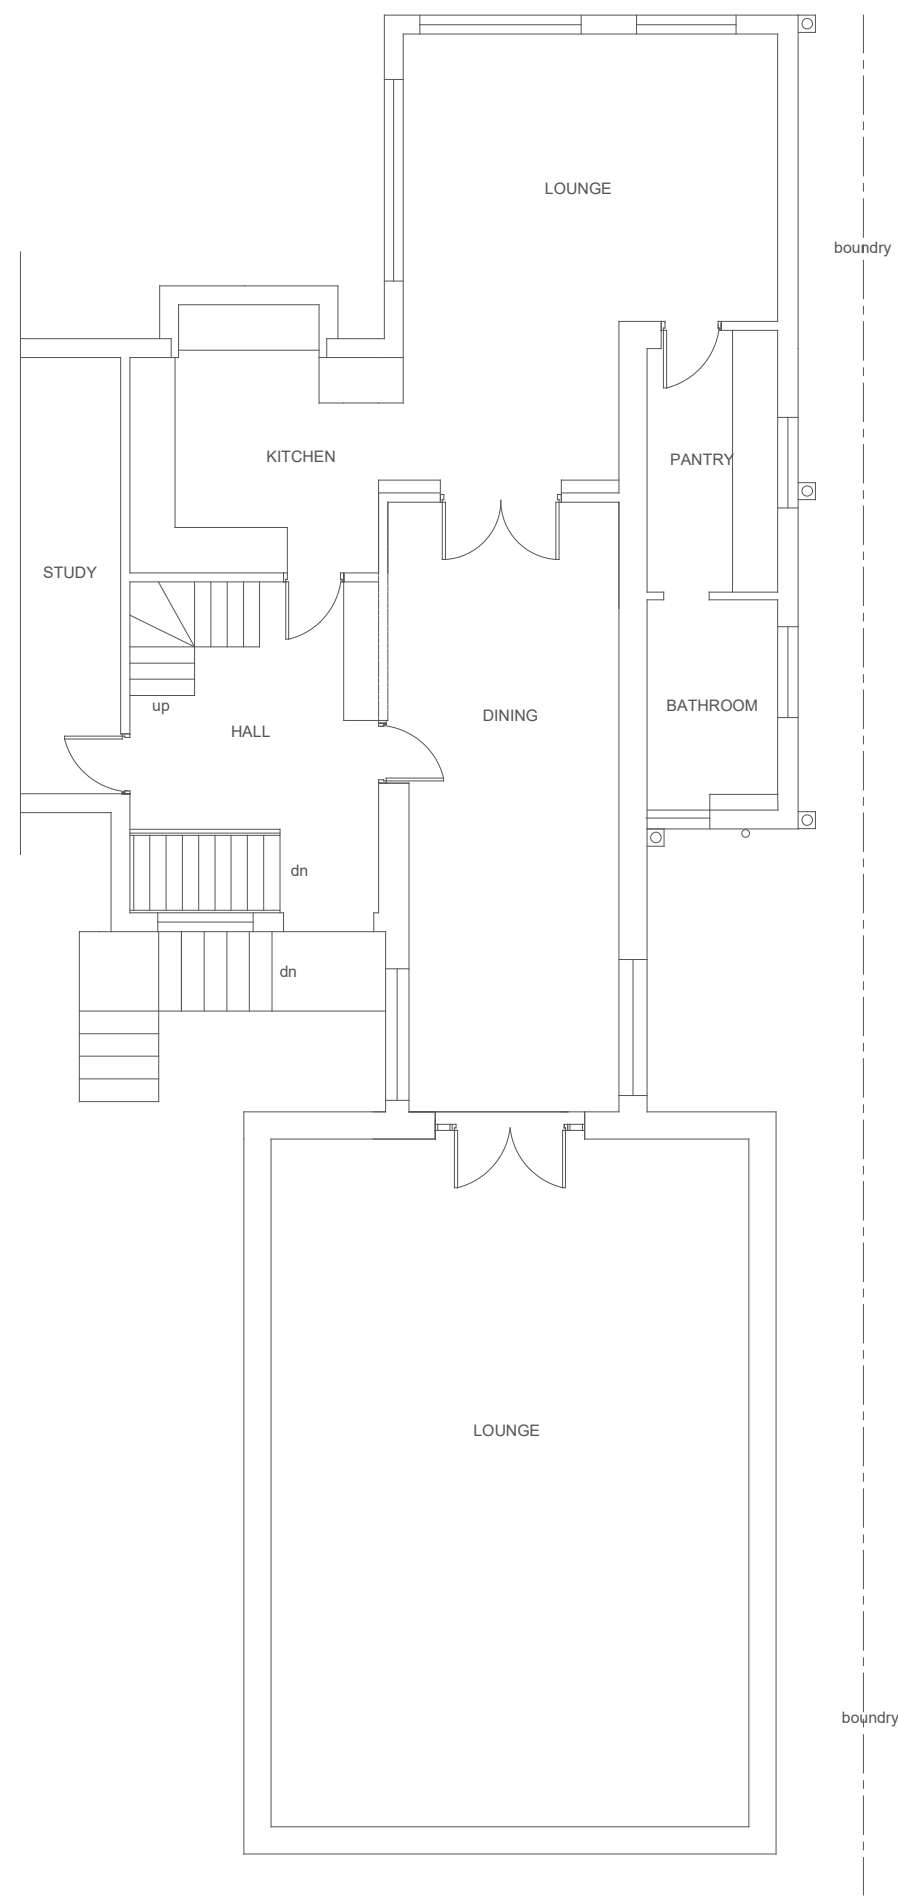 LOUNGE
boundry
KITCHEN
PANTRY
STUDY
up
HALL
DINING
BATHROOM
dn
dn
LOUNGE
boundry